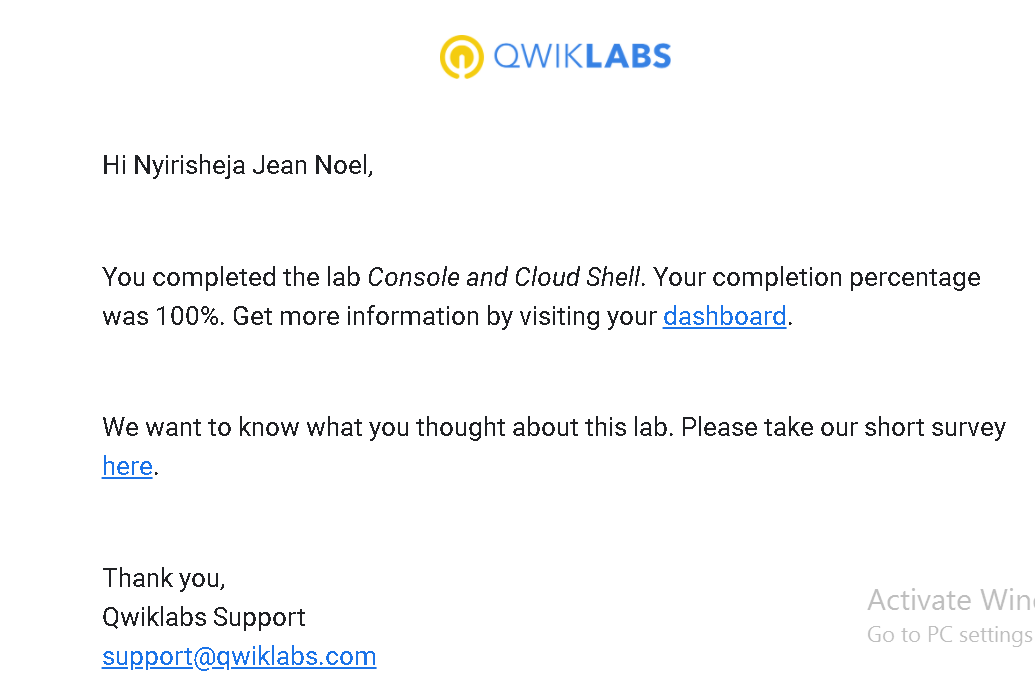 QWIKLABS
Hi Nyirisheja Jean Noel,
You completed the lab Console and Cloud Shell. Your completion percentage
was 100%. Get more information by visiting your dashboard.
We want to know what you thought about this lab. Please take our short survey
here.
Thank you,
Qwiklabs Support
support@qwiklabs.com
Activate Win
Go to PC settings